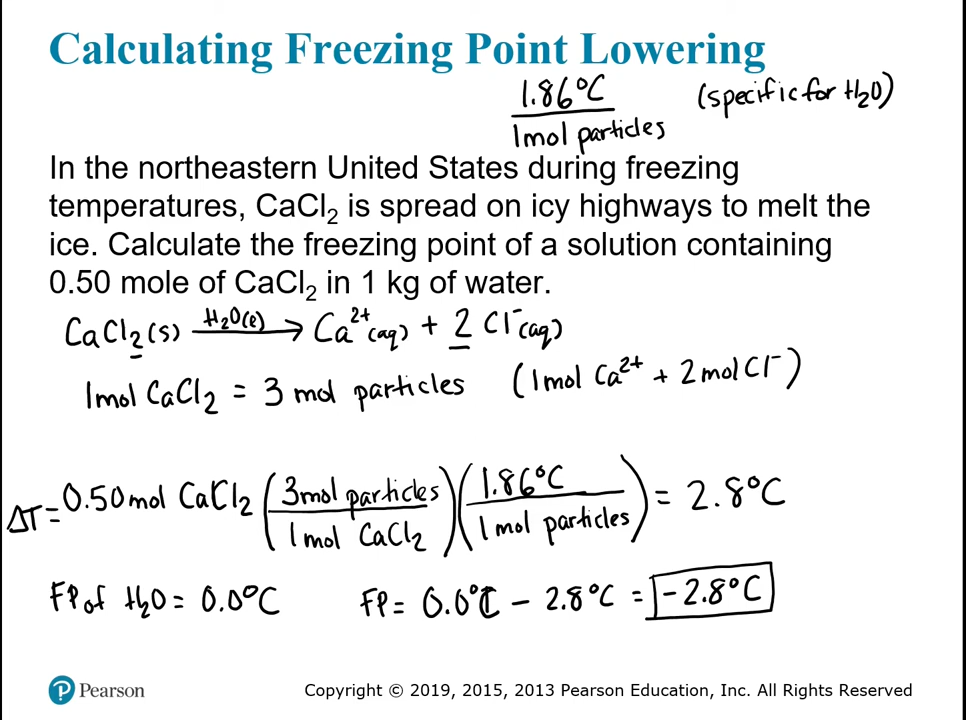 Calculating Freezing Point Lowering
1.86°C (specific for H₂O)
1mol particles
In the northeastern United States during freezing
temperatures, CaCl₂ is spread on icy highways to melt the
ice. Calculate the freezing point of a solution containing
0.50 mole of CaCl₂ in 1 kg of water.
CaCl₂(s) H₂O(ℓ) → Ca²⁺(aq) + 2 Cl⁻(aq)
1mol CaCl₂ = 3 mol particles (1mol Ca²⁺ + 2molCl⁻)
ΔT = 0.50mol CaCl₂ (3mol particles / 1mol CaCl₂)(1.86°C / 1mol particles) = 2.8°C
FP of H₂O = 0.0°C FP = 0.0°C − 2.8°C = −2.8°C
Pearson
Copyright © 2019, 2015, 2013 Pearson Education, Inc. All Rights Reserved